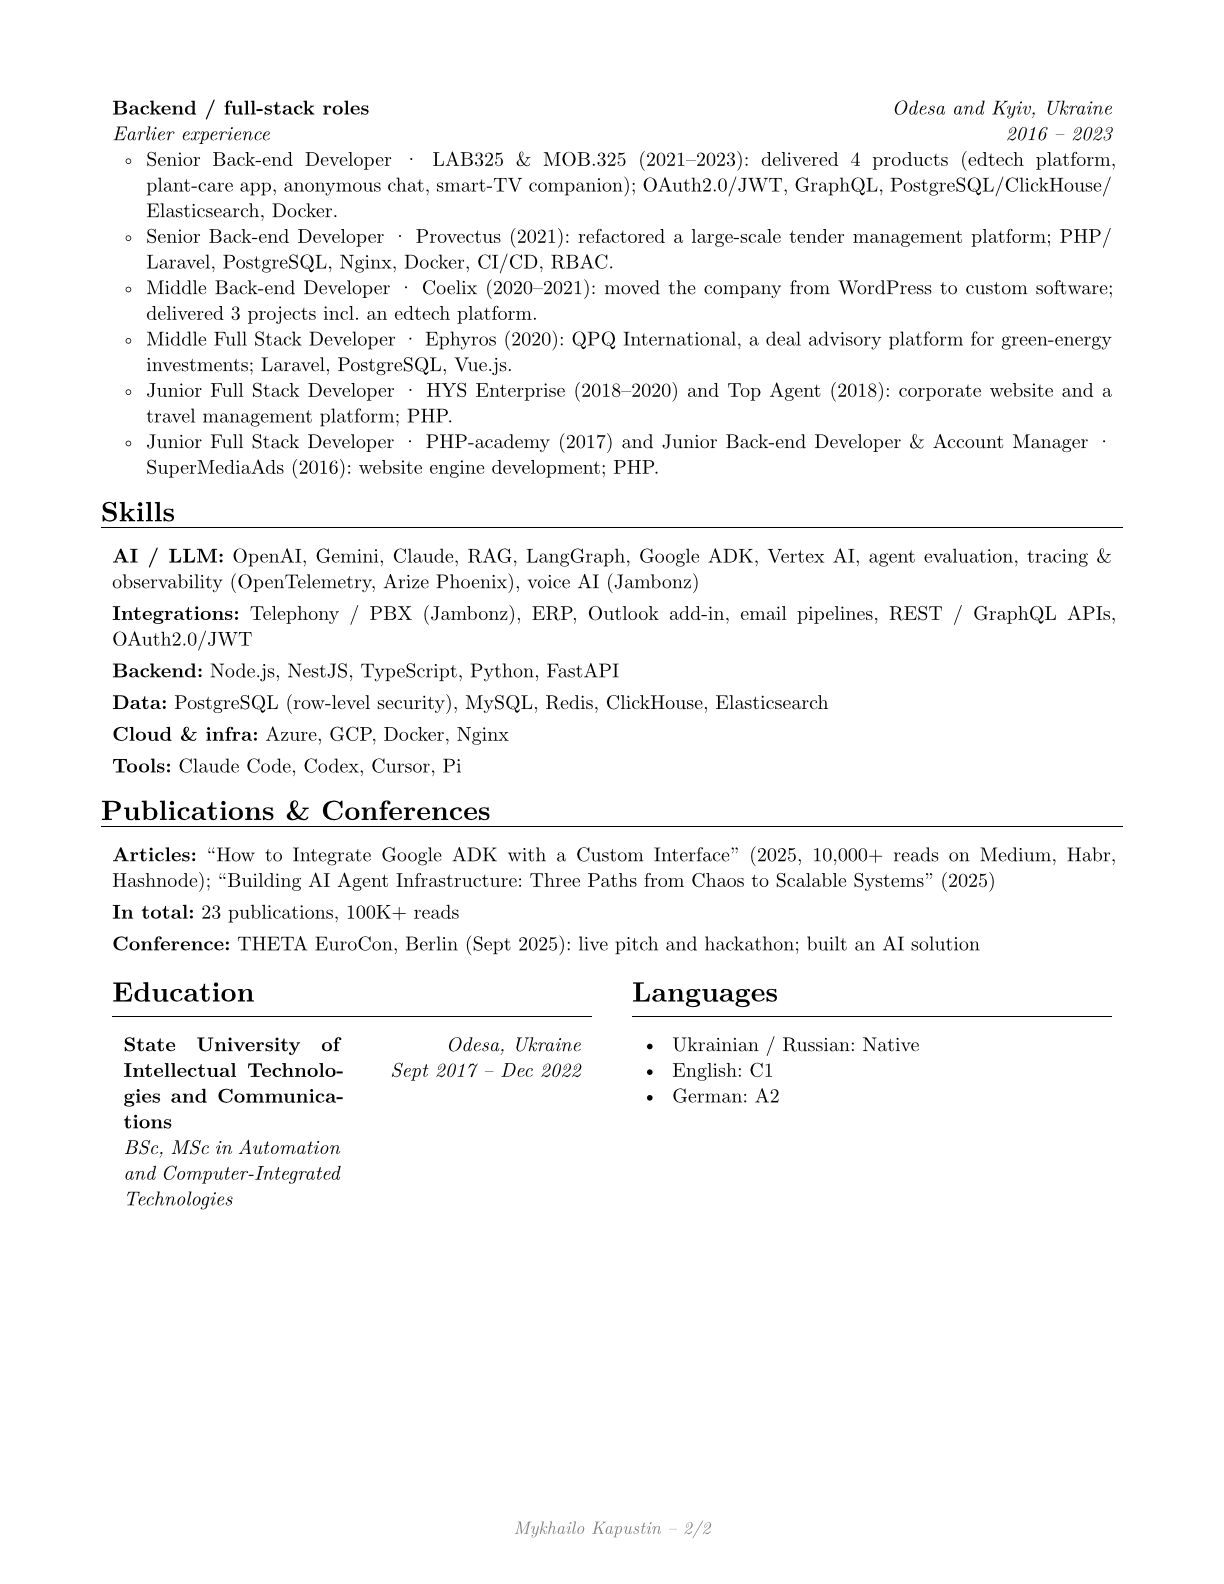 Backend / full-stack roles
Odesa and Kyiv, Ukraine
Earlier experience
2016 – 2023
◦ Senior Back-end Developer · LAB325 & MOB.325 (2021–2023): delivered 4 products (edtech platform,
plant-care app, anonymous chat, smart-TV companion); OAuth2.0/JWT, GraphQL, PostgreSQL/ClickHouse/
Elasticsearch, Docker.
◦ Senior Back-end Developer · Provectus (2021): refactored a large-scale tender management platform; PHP/
Laravel, PostgreSQL, Nginx, Docker, CI/CD, RBAC.
◦ Middle Back-end Developer · Coelix (2020–2021): moved the company from WordPress to custom software;
delivered 3 projects incl. an edtech platform.
◦ Middle Full Stack Developer · Ephyros (2020): QPQ International, a deal advisory platform for green-energy
investments; Laravel, PostgreSQL, Vue.js.
◦ Junior Full Stack Developer · HYS Enterprise (2018–2020) and Top Agent (2018): corporate website and a
travel management platform; PHP.
◦ Junior Full Stack Developer · PHP-academy (2017) and Junior Back-end Developer & Account Manager ·
SuperMediaAds (2016): website engine development; PHP.
Skills
AI / LLM: OpenAI, Gemini, Claude, RAG, LangGraph, Google ADK, Vertex AI, agent evaluation, tracing &
observability (OpenTelemetry, Arize Phoenix), voice AI (Jambonz)
Integrations: Telephony / PBX (Jambonz), ERP, Outlook add-in, email pipelines, REST / GraphQL APIs,
OAuth2.0/JWT
Backend: Node.js, NestJS, TypeScript, Python, FastAPI
Data: PostgreSQL (row-level security), MySQL, Redis, ClickHouse, Elasticsearch
Cloud & infra: Azure, GCP, Docker, Nginx
Tools: Claude Code, Codex, Cursor, Pi
Publications & Conferences
Articles: “How to Integrate Google ADK with a Custom Interface” (2025, 10,000+ reads on Medium, Habr,
Hashnode); “Building AI Agent Infrastructure: Three Paths from Chaos to Scalable Systems” (2025)
In total: 23 publications, 100K+ reads
Conference: THETA EuroCon, Berlin (Sept 2025): live pitch and hackathon; built an AI solution
Education
State University of
Intellectual Technolo-
gies and Communica-
tions
BSc, MSc in Automation
and Computer-Integrated
Technologies
Odesa, Ukraine
Sept 2017 – Dec 2022
Languages
• Ukrainian / Russian: Native
• English: C1
• German: A2
Mykhailo Kapustin – 2/2